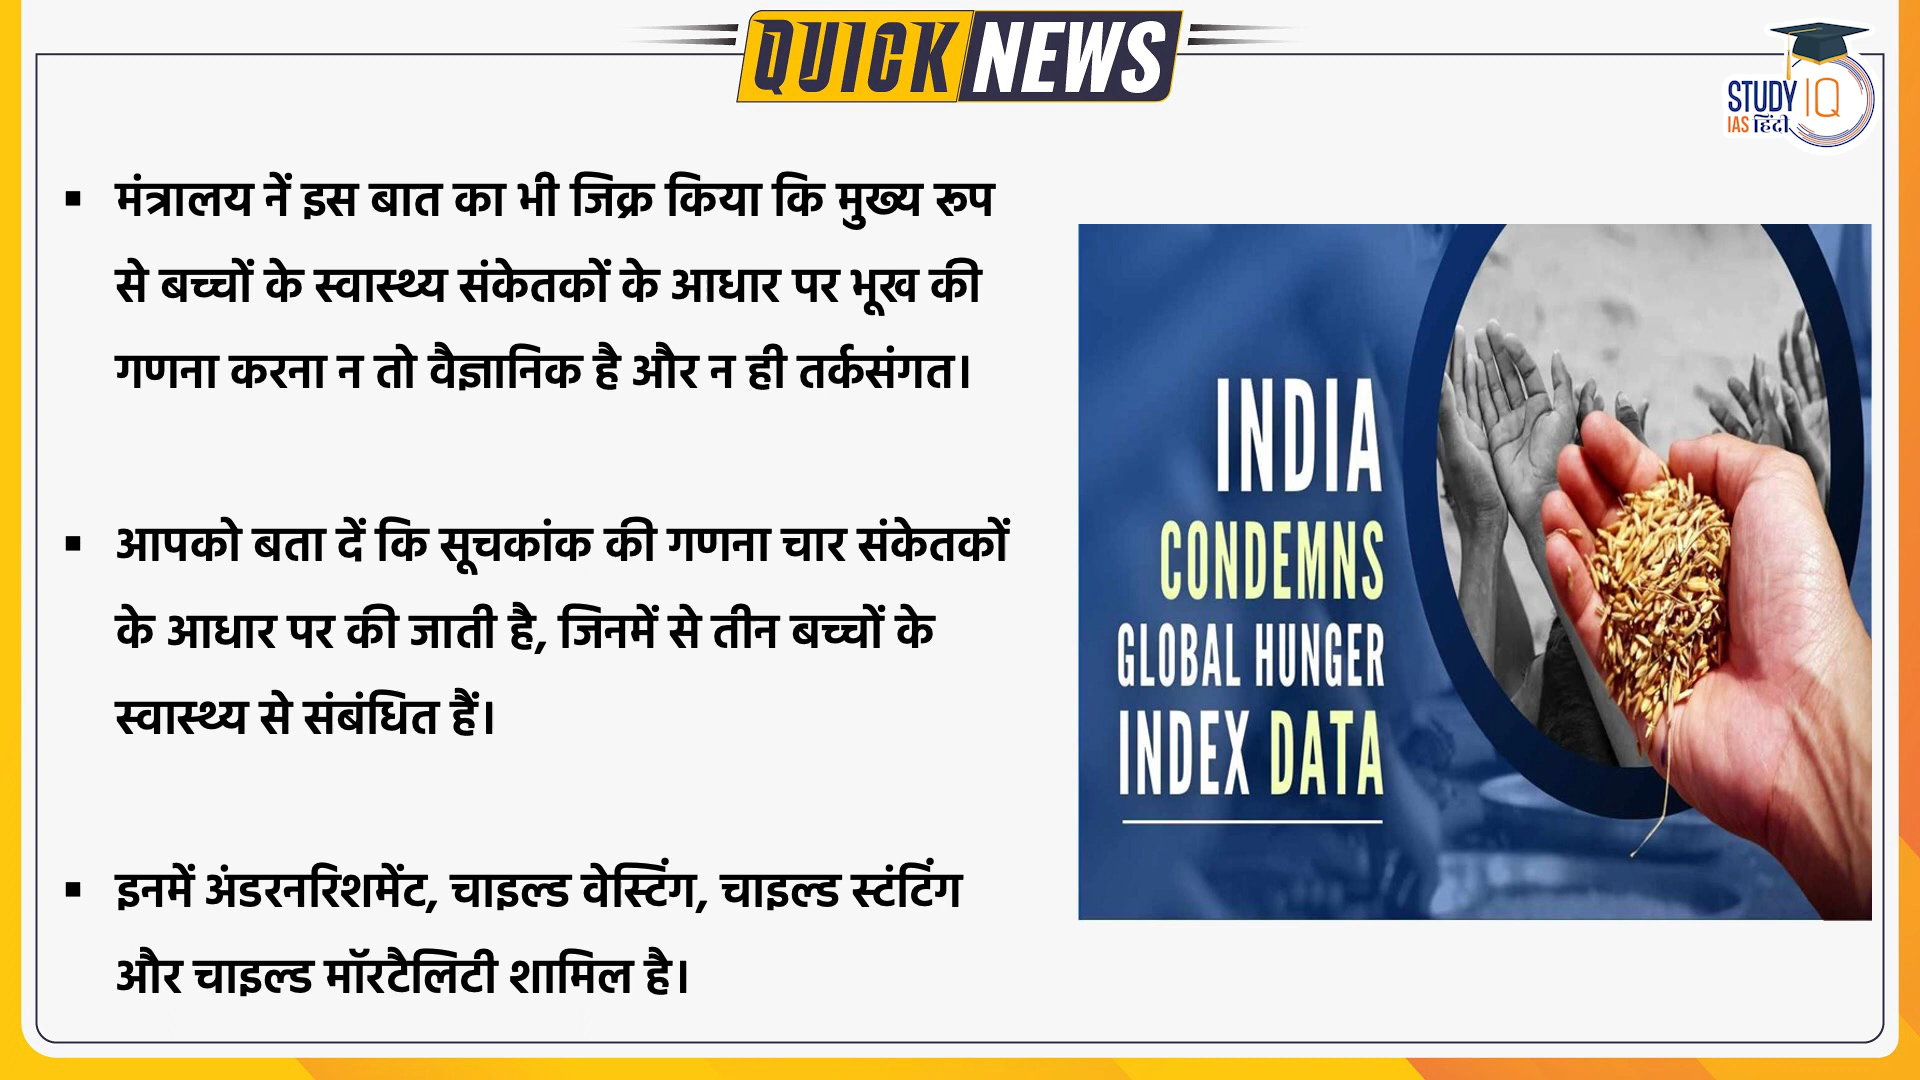 QUICK NEWS
STUDY IQ
IAS हिंदी
▪ मंत्रालय नें इस बात का भी जिक्र किया कि मुख्य रूप
से बच्चों के स्वास्थ्य संकेतकों के आधार पर भूख की
गणना करना न तो वैज्ञानिक है और न ही तर्कसंगत।
▪ आपको बता दें कि सूचकांक की गणना चार संकेतकों
के आधार पर की जाती है, जिनमें से तीन बच्चों के
स्वास्थ्य से संबंधित हैं।
▪ इनमें अंडरनरिशमेंट, चाइल्ड वेस्टिंग, चाइल्ड स्टंटिंग
और चाइल्ड मॉरटैलिटी शामिल है।
INDIA
CONDEMNS
GLOBAL HUNGER
INDEX DATA